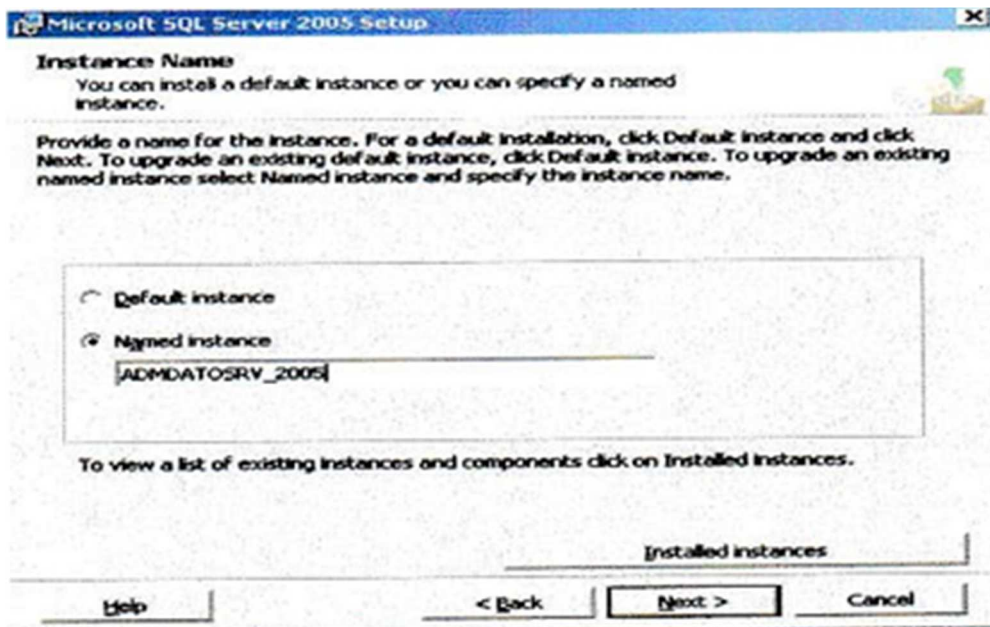 Microsoft SQL Server 2005 Setup
Instance Name
You can install a default instance or you can specify a named
instance.
Provide a name for the instance. For a default installation, click Default instance and click
Next. To upgrade an existing default instance, click Default instance. To upgrade an existing
named instance select Named instance and specify the instance name.
Default instance
Named instance
ADMDATOSRV_2005
To view a list of existing instances and components click on Installed instances.
Installed instances
Help
< Back
Next >
Cancel